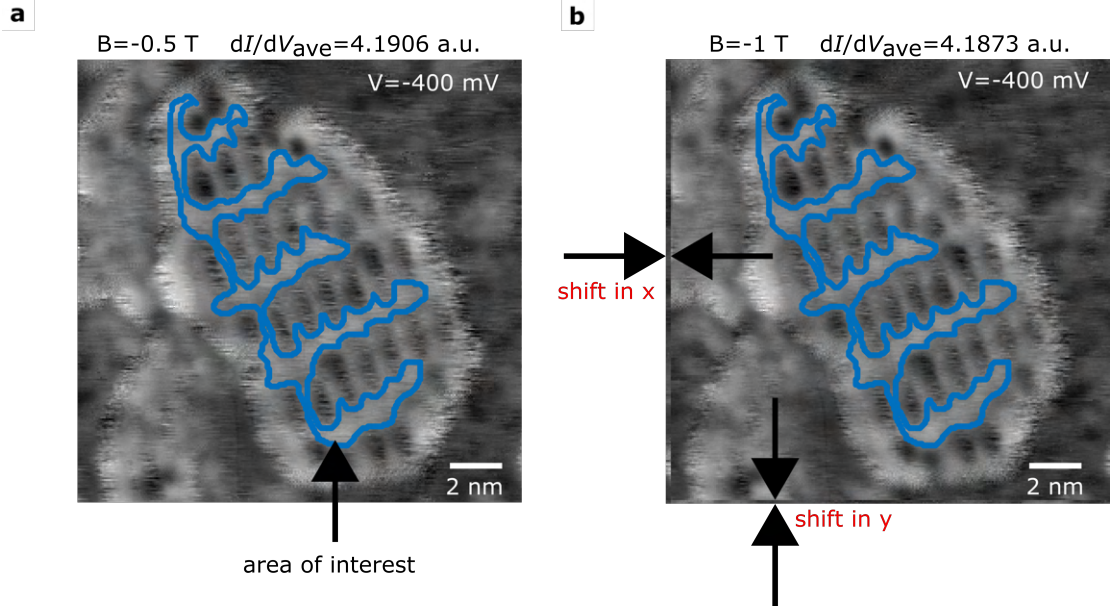 a
B=-0.5 T dI/dVave=4.1906 a.u.
V=-400 mV
2 nm
area of interest
b
B=-1 T dI/dVave=4.1873 a.u.
V=-400 mV
shift in x
2 nm
shift in y